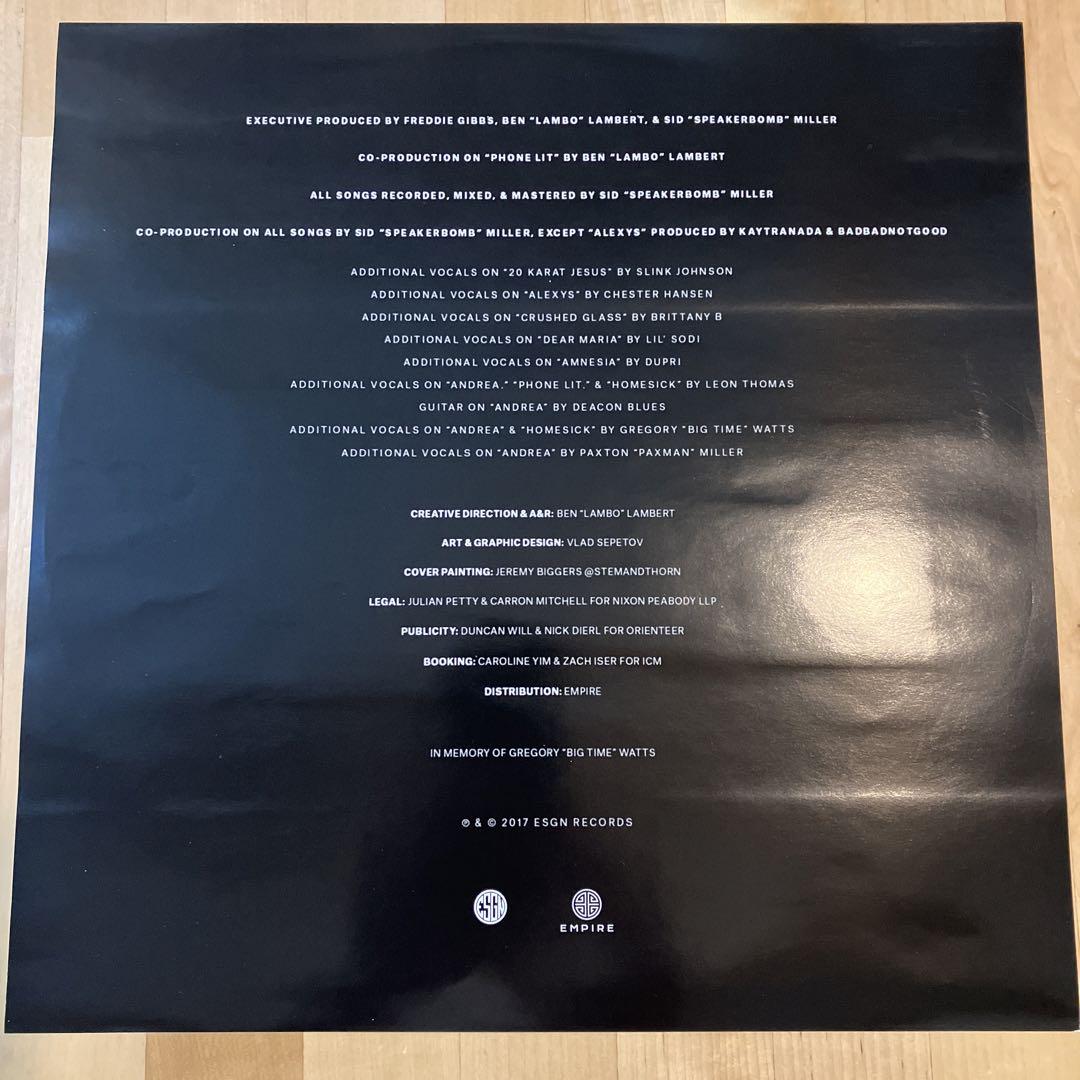 EXECUTIVE PRODUCED BY FREDDIE GIBBS, BEN "LAMBO" LAMBERT, & SID "SPEAKERBOMB" MILLER
CO-PRODUCTION ON "PHONE LIT" BY BEN "LAMBO" LAMBERT
ALL SONGS RECORDED, MIXED, & MASTERED BY SID "SPEAKERBOMB" MILLER
CO-PRODUCTION ON ALL SONGS BY SID "SPEAKERBOMB" MILLER, EXCEPT "ALEXYS" PRODUCED BY KAYTRANADA & BADBADNOTGOOD
ADDITIONAL VOCALS ON "20 KARAT JESUS" BY SLINK JOHNSON
ADDITIONAL VOCALS ON "ALEXYS" BY CHESTER HANSEN
ADDITIONAL VOCALS ON "CRUSHED GLASS" BY BRITTANY B
ADDITIONAL VOCALS ON "DEAR MARIA" BY LIL' SODI
ADDITIONAL VOCALS ON "AMNESIA" BY DUPRI
ADDITIONAL VOCALS ON "ANDREA." "PHONE LIT." & "HOMESICK" BY LEON THOMAS
GUITAR ON "ANDREA" BY DEACON BLUES
ADDITIONAL VOCALS ON "ANDREA" & "HOMESICK" BY GREGORY "BIG TIME" WATTS
ADDITIONAL VOCALS ON "ANDREA" BY PAXTON "PAXMAN" MILLER
CREATIVE DIRECTION & A&R: BEN "LAMBO" LAMBERT
ART & GRAPHIC DESIGN: VLAD SEPETOV
COVER PAINTING: JEREMY BIGGERS @STEMANDTHORN
LEGAL: JULIAN PETTY & CARRON MITCHELL FOR NIXON PEABODY LLP
PUBLICITY: DUNCAN WILL & NICK DIERL FOR ORIENTEER
BOOKING: CAROLINE YIM & ZACH ISER FOR ICM
DISTRIBUTION: EMPIRE
IN MEMORY OF GREGORY "BIG TIME" WATTS
℗ & © 2017 ESGN RECORDS
ESGN
EMPIRE